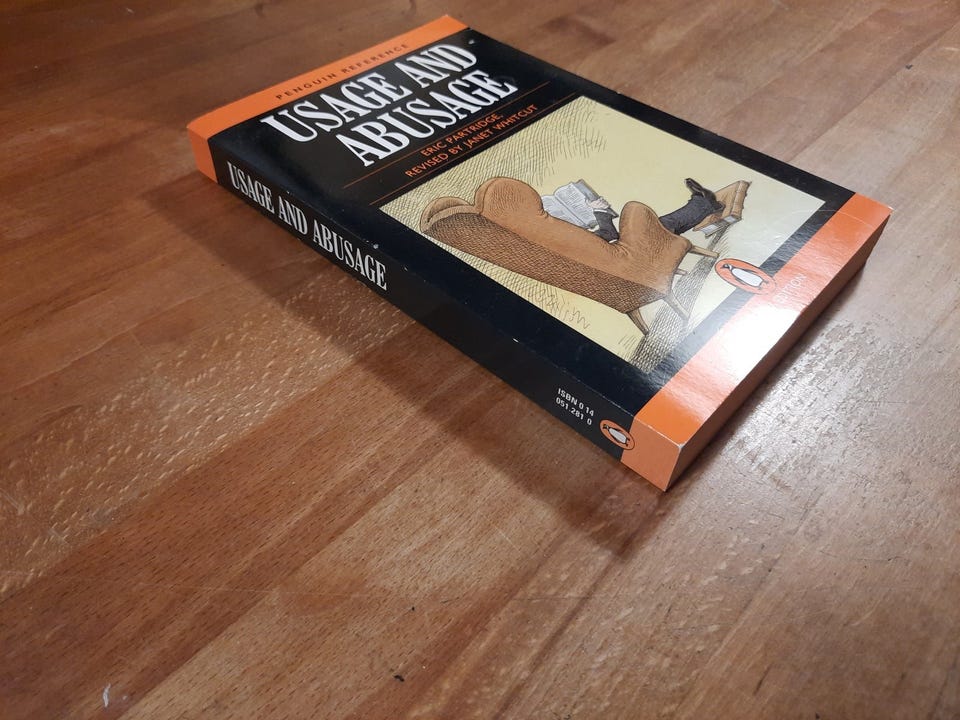 PENGUIN REFERENCE
USAGE AND
ABUSAGE
ERIC PARTRIDGE,
REVISED BY JANET WHITCUT
EDITION
USAGE AND ABUSAGE
ISBN 0 14
051.281 0